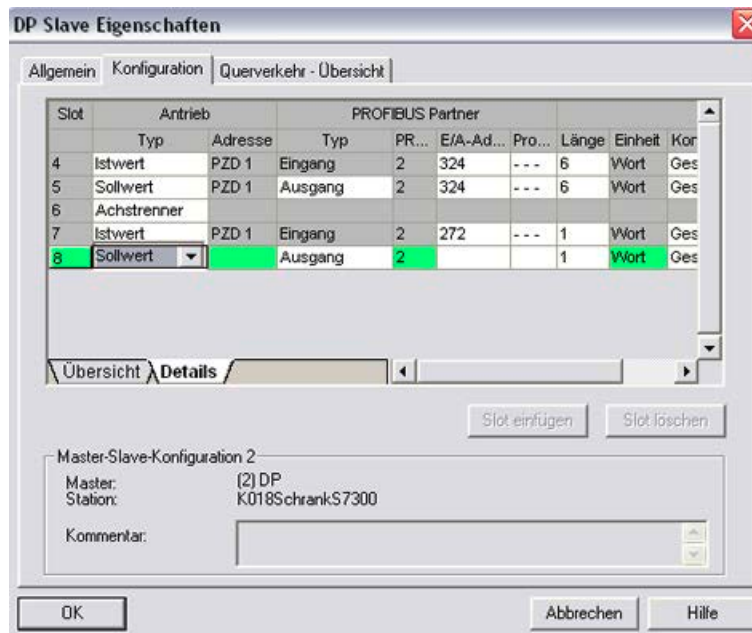 DP Slave Eigenschaften
Allgemein Konfiguration Querverkehr - Übersicht
Slot Antrieb PROFIBUS Partner
Typ Adresse Typ PR... E/A-Ad... Pro... Länge Einheit Kor
4 Istwert PZD 1 Eingang 2 324 --- 6 Wort Ges
5 Sollwert PZD 1 Ausgang 2 324 --- 6 Wort Ges
6 Achstrenner
7 Istwert PZD 1 Eingang 2 272 --- 1 Wort Ges
8 Sollwert Ausgang 2 1 Wort Ges
Übersicht Details
Slot einfügen Slot löschen
Master-Slave-Konfiguration 2
Master: (2) DP
Station: K018SchrankS7300
Kommentar:
OK Abbrechen Hilfe